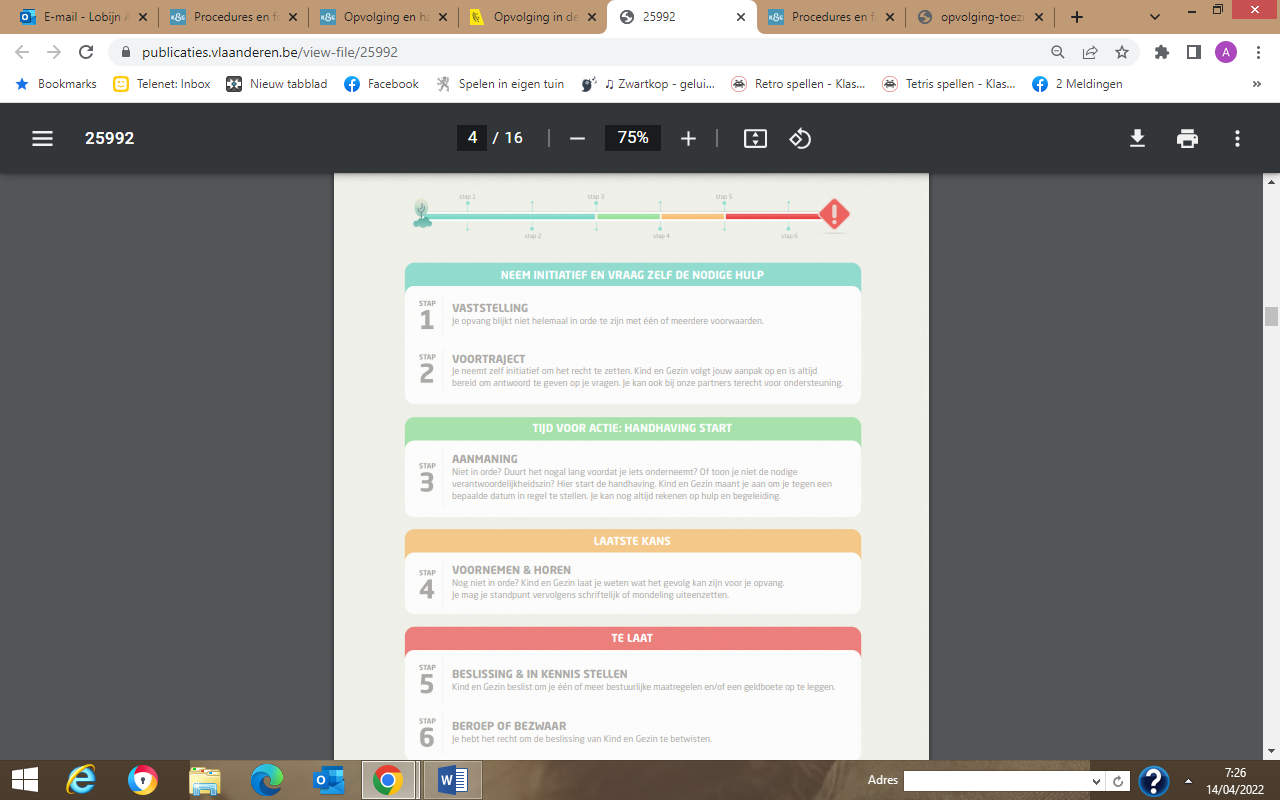 E-mail - Lobijn A
Procedures en fo
Opvolging en ha
Opvolging in de
25992
Procedures en fo
opvolging-toezi
publicaties.vlaanderen.be/view-file/25992
A
Bookmarks
Telenet: Inbox
Nieuw tabblad
Facebook
Spelen in eigen tuin
♫ Zwartkop - gelui...
Retro spellen - Klas...
Tetris spellen - Klas...
2 Meldingen
»
25992
4 / 16
75%
stap 1
stap 3
stap 5
stap 2
stap 4
stap 6
NEEM INITIATIEF EN VRAAG ZELF DE NODIGE HULP
STAP
1
VASTSTELLING
Je opvang blijkt niet helemaal in orde te zijn met één of meerdere voorwaarden.
STAP
2
VOORTRAJECT
Je neemt zelf initiatief om het recht te zetten. Kind en Gezin volgt jouw aanpak op en is altijd
bereid om antwoord te geven op je vragen. Je kan ook bij onze partners terecht voor ondersteuning.
TIJD VOOR ACTIE: HANDHAVING START
STAP
3
AANMANING
Niet in orde? Duurt het nogal lang voordat je iets onderneemt? Of toon je niet de nodige
verantwoordelijkheidszin? Hier start de handhaving. Kind en Gezin maant je aan om je tegen een
bepaalde datum in regel te stellen. Je kan nog altijd rekenen op hulp en begeleiding.
LAATSTE KANS
STAP
4
VOORNEMEN & HOREN
Nog niet in orde? Kind en Gezin laat je weten wat het gevolg kan zijn voor je opvang.
Je mag je standpunt vervolgens schriftelijk of mondeling uiteenzetten.
TE LAAT
STAP
5
BESLISSING & IN KENNIS STELLEN
Kind en Gezin beslist om je één of meer bestuurlijke maatregelen en/of een geldboete op te leggen.
STAP
6
BEROEP OF BEZWAAR
Je hebt het recht om de beslissing van Kind en Gezin te betwisten.
Adres
7:26
14/04/2022